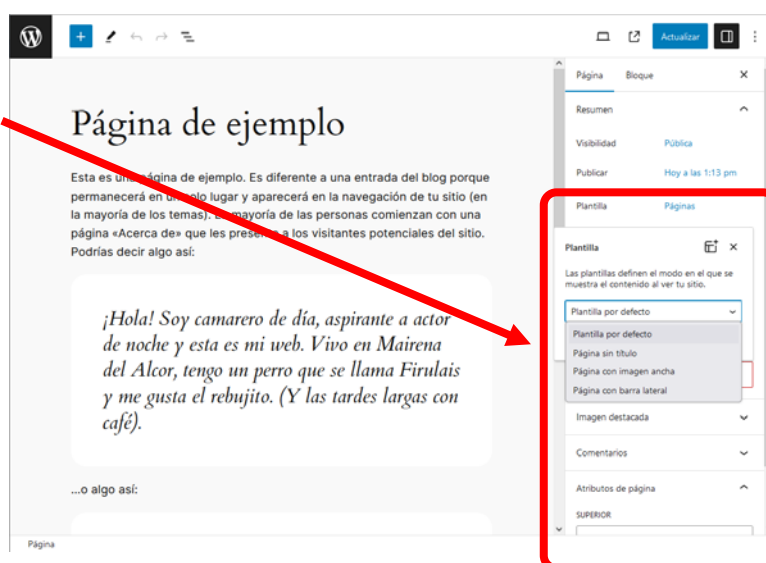 Actualizar
Página de ejemplo
Esta es una página de ejemplo. Es diferente a una entrada del blog porque
permanecerá en un solo lugar y aparecerá en la navegación de tu sitio (en
la mayoría de los temas). La mayoría de las personas comienzan con una
página «Acerca de» que les presenta a los visitantes potenciales del sitio.
Podrías decir algo así:
¡Hola! Soy camarero de día, aspirante a actor
de noche y esta es mi web. Vivo en Mairena
del Alcor, tengo un perro que se llama Firulais
y me gusta el rebujito. (Y las tardes largas con
café).
...o algo así:
Página
Página Bloque
Resumen
Visibilidad Pública
Publicar Hoy a las 1:13 pm
Plantilla Páginas
Plantilla
Las plantillas definen el modo en el que se
muestra el contenido al ver tu sitio.
Plantilla por defecto
Plantilla por defecto
Página sin título
Página con imagen ancha
Página con barra lateral
Imagen destacada
Comentarios
Atributos de página
SUPERIOR